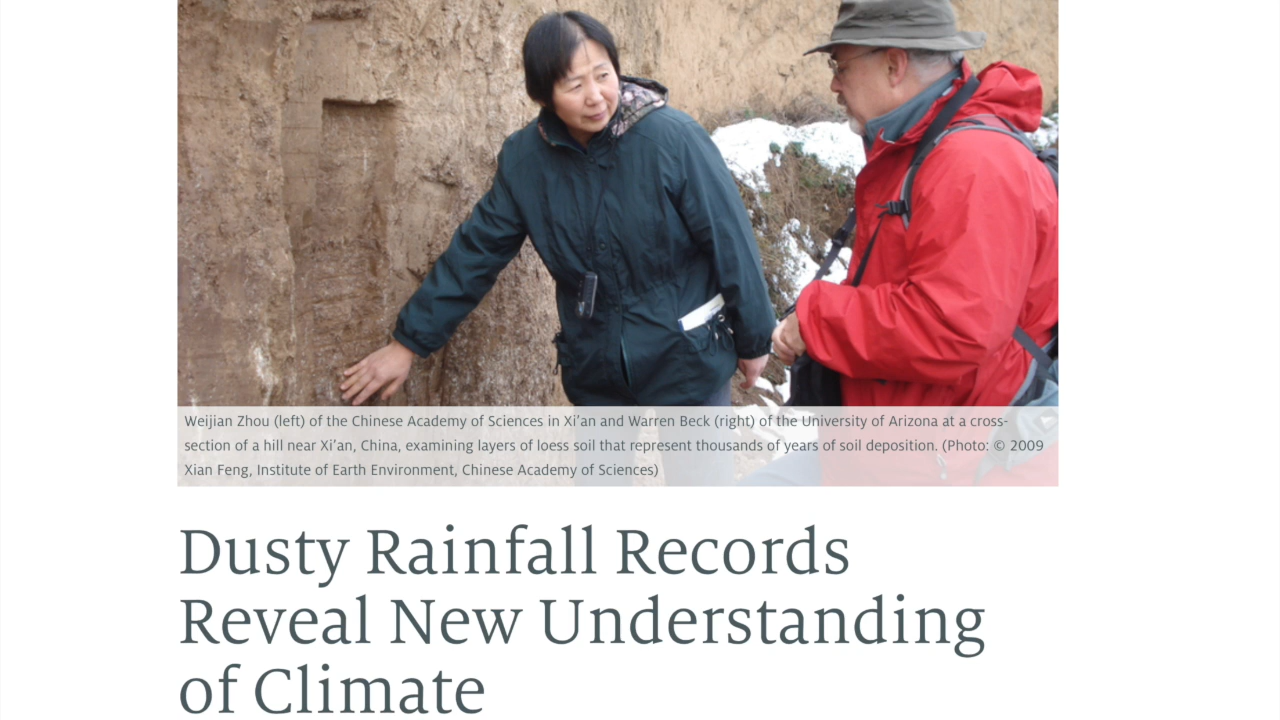 Weijian Zhou (left) of the Chinese Academy of Sciences in Xi’an and Warren Beck (right) of the University of Arizona at a cross-
section of a hill near Xi’an, China, examining layers of loess soil that represent thousands of years of soil deposition. (Photo: © 2009
Xian Feng, Institute of Earth Environment, Chinese Academy of Sciences)
Dusty Rainfall Records
Reveal New Understanding
of Climate